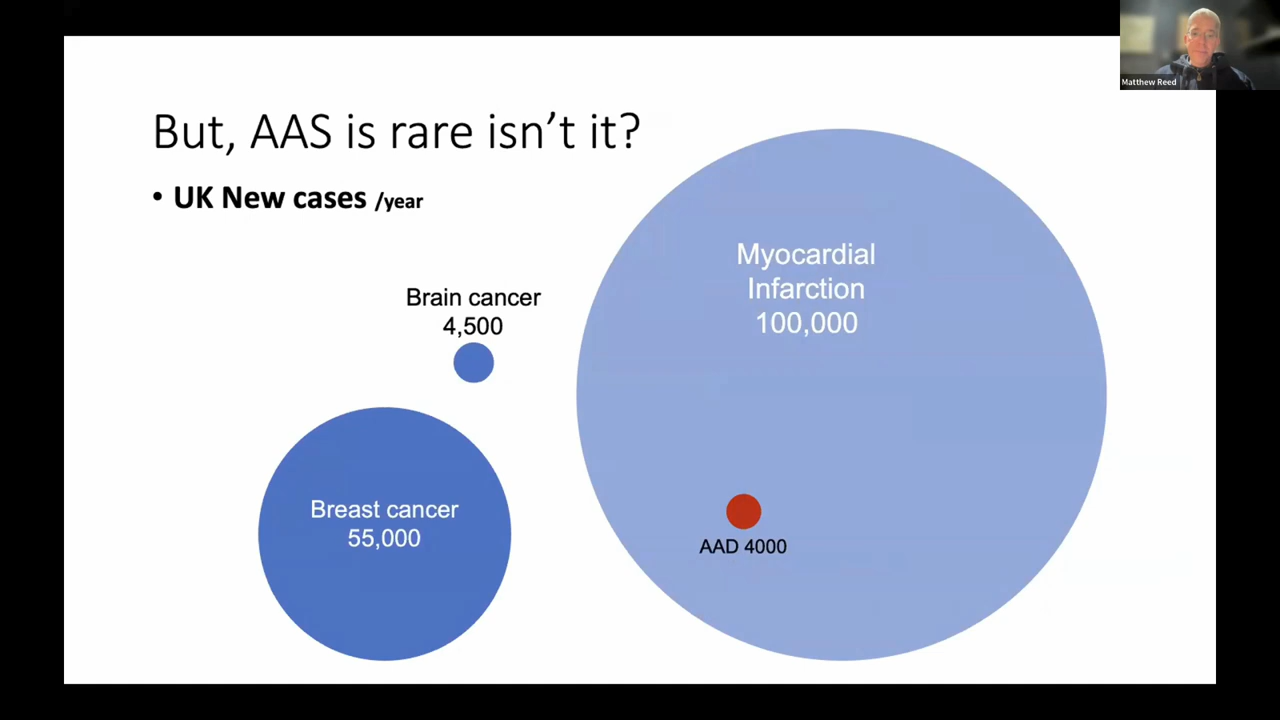 But, AAS is rare isn’t it?
• UK New cases /year
Brain cancer
4,500
Myocardial
Infarction
100,000
Breast cancer
55,000
AAD 4000
Matthew Reed